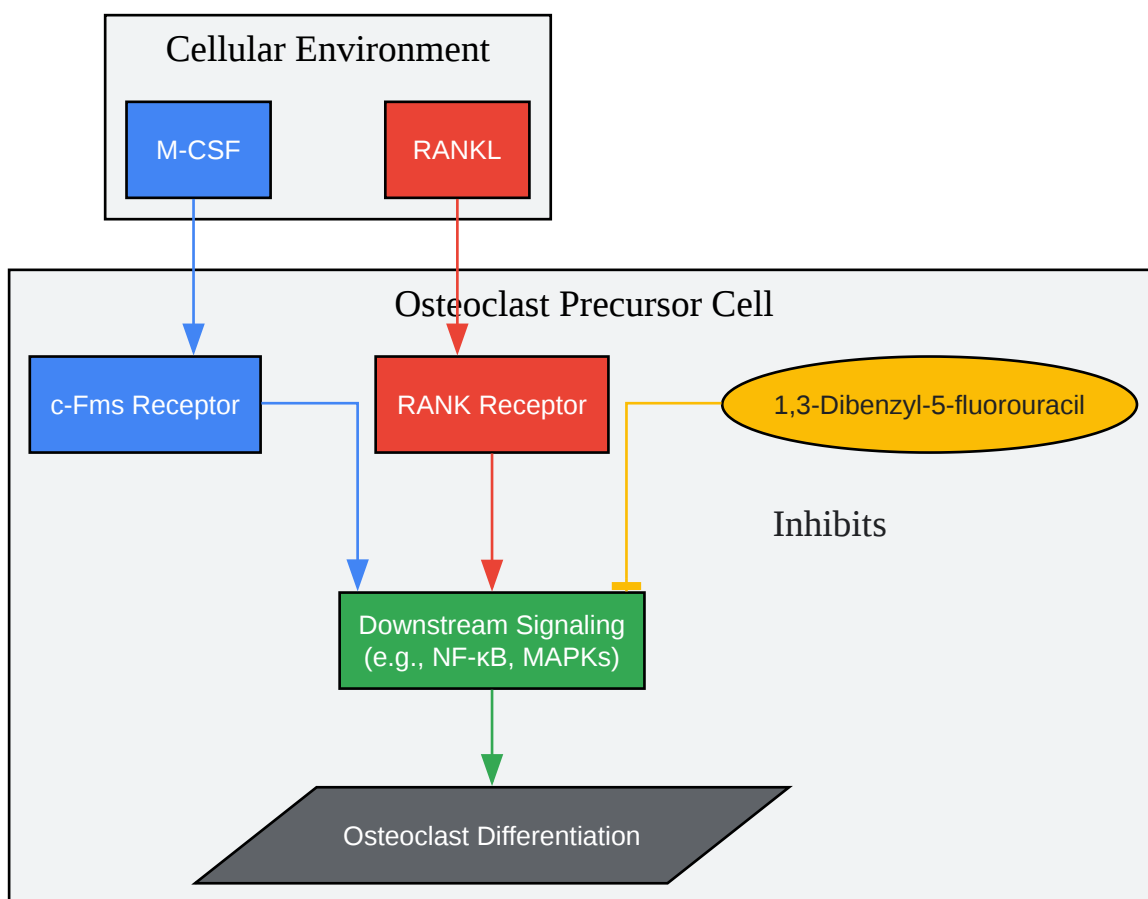 Cellular Environment
M-CSF
RANKL
Osteoclast Precursor Cell
c-Fms Receptor
RANK Receptor
1,3-Dibenzyl-5-fluorouracil
Inhibits
Downstream Signaling
(e.g., NF-κB, MAPKs)
Osteoclast Differentiation